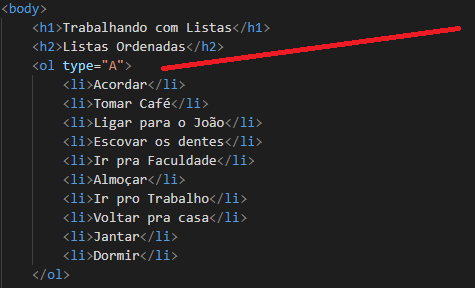 <body>
<h1>Trabalhando com Listas</h1>
<h2>Listas Ordenadas</h2>
<ol type="A">
<li>Acordar</li>
<li>Tomar Café</li>
<li>Ligar para o João</li>
<li>Escovar os dentes</li>
<li>Ir pra Faculdade</li>
<li>Almoçar</li>
<li>Ir pro Trabalho</li>
<li>Voltar pra casa</li>
<li>Jantar</li>
<li>Dormir</li>
</ol>